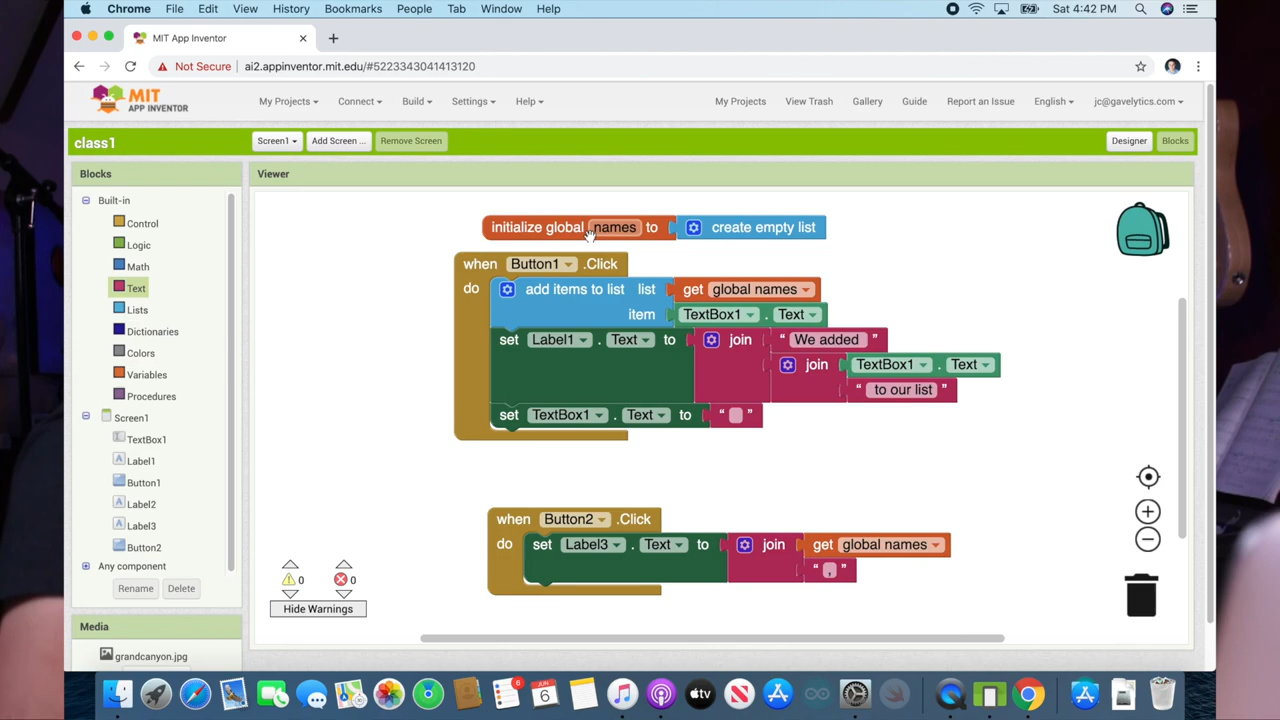 Chrome File Edit View History Bookmarks People Tab Window Help Sat 4:42 PM
MIT App Inventor
Not Secure ai2.appinventor.mit.edu/#5223343041413120
MIT APP INVENTOR My Projects Connect Build Settings Help My Projects View Trash Gallery Guide Report an Issue English jc@gavelytics.com
class1 Screen1 Add Screen ... Remove Screen Designer Blocks
Blocks Viewer
Built-in
Control
Logic
Math
Text
Lists
Dictionaries
Colors
Variables
Procedures
Screen1
TextBox1
Label1
Button1
Label2
Label3
Button2
Any component
Rename Delete
Media
grandcanyon.jpg
initialize global names to create empty list
when Button1 .Click
do add items to list list get global names
item TextBox1 . Text
set Label1 . Text to join " We added "
join TextBox1 . Text
" to our list "
set TextBox1 . Text to " "
when Button2 .Click
do set Label3 . Text to join get global names
" , "
0 0
Hide Warnings
6 JUN 6 tv